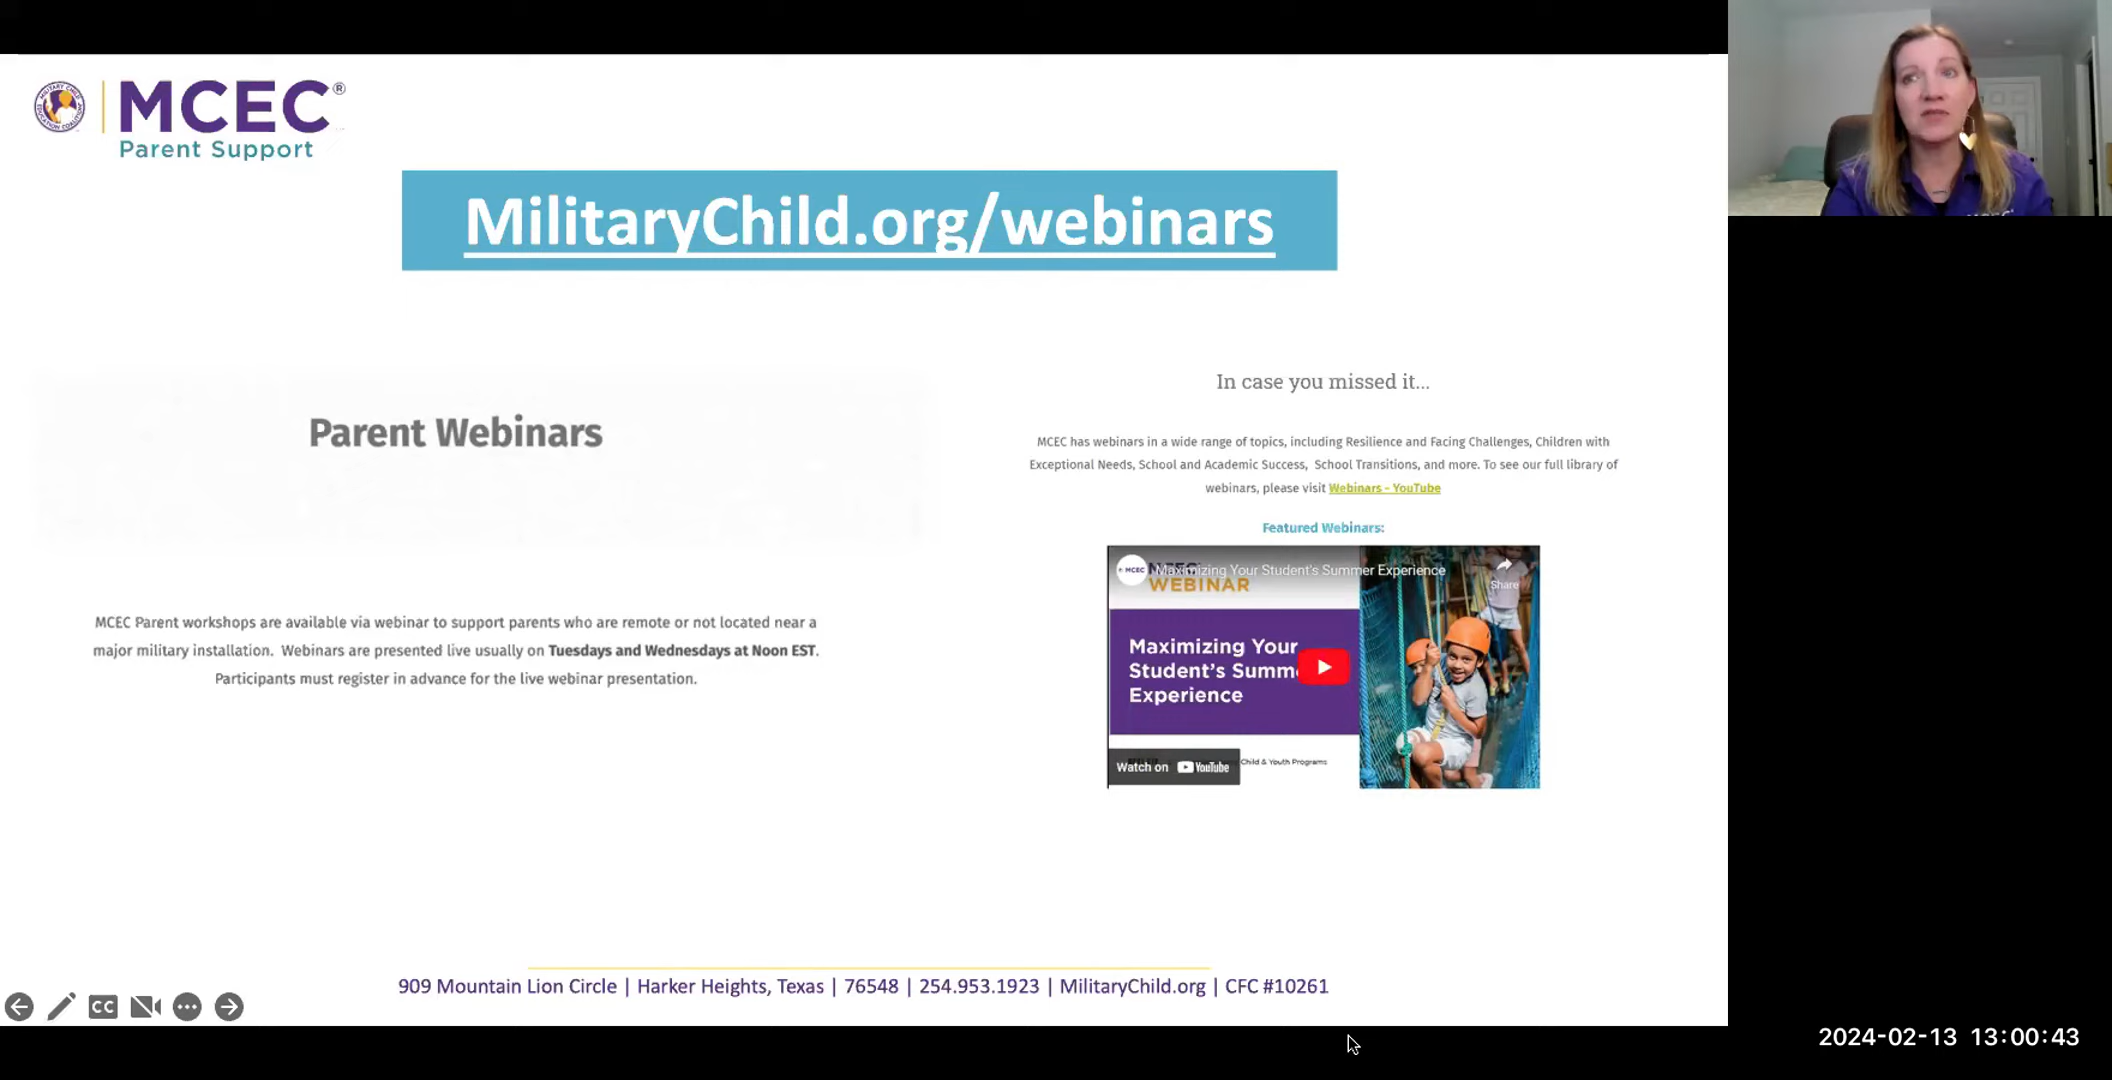 MCEC®
Parent Support
MilitaryChild.org/webinars
Parent Webinars
MCEC Parent workshops are available via webinar to support parents who are remote or not located near a
major military installation. Webinars are presented live usually on Tuesdays and Wednesdays at Noon EST.
Participants must register in advance for the live webinar presentation.
In case you missed it...
MCEC has webinars in a wide range of topics, including Resilience and Facing Challenges, Children with
Exceptional Needs, School and Academic Success, School Transitions, and more. To see our full library of
webinars, please visit Webinars - YouTube
Featured Webinars:
MCEC
Maximizing Your Student's Summer Experience
Share
WEBINAR
Maximizing Your
Student's Summ
Experience
Watch on YouTube
Child & Youth Programs
909 Mountain Lion Circle | Harker Heights, Texas | 76548 | 254.953.1923 | MilitaryChild.org | CFC #10261
CC
2024-02-13 13:00:43